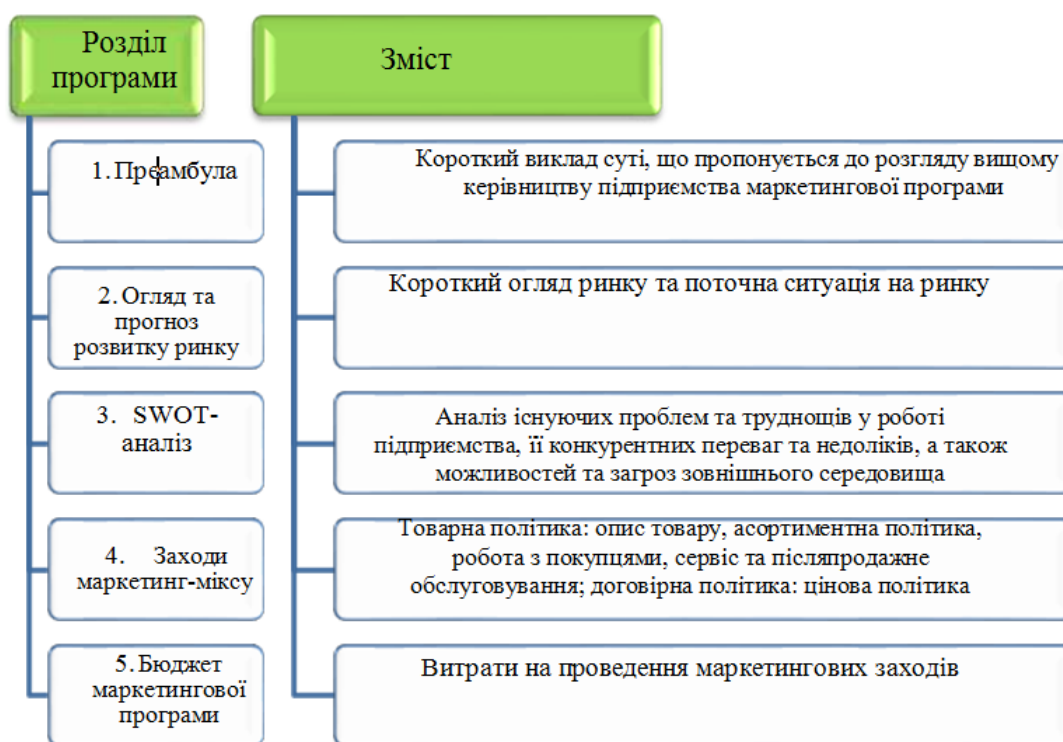 Розділ
програми
Зміст
1. Преамбула
Короткий виклад суті, що пропонується до розгляду вищому
керівництву підприємства маркетингової програми
2. Огляд та
прогноз
розвитку ринку
Короткий огляд ринку та поточна ситуація на ринку
3. SWOT-
аналіз
Аналіз існуючих проблем та труднощів у роботі
підприємства, її конкурентних переваг та недоліків, а також
можливостей та загроз зовнішнього середовища
4. Заходи
маркетинг-міксу
Товарна політика: опис товару, асортиментна політика,
робота з покупцями, сервіс та післяпродажне
обслуговування; договірна політика: цінова політика
5. Бюджет
маркетингової
програми
Витрати на проведення маркетингових заходів